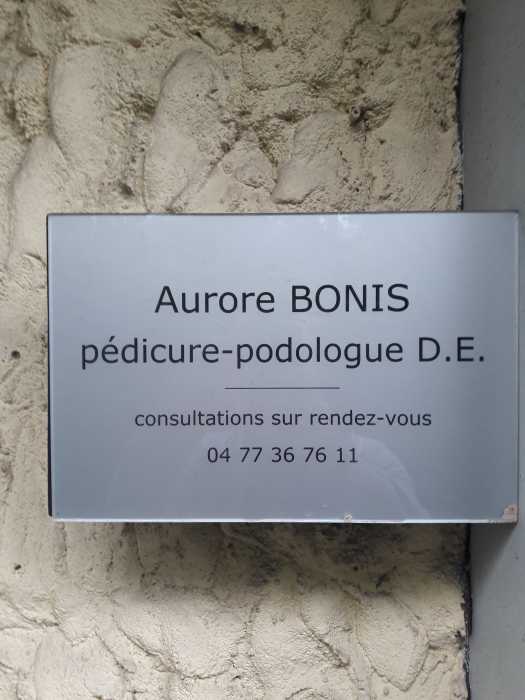 Aurore BONIS
pédicure-podologue D.E.
consultations sur rendez-vous
04 77 36 76 11